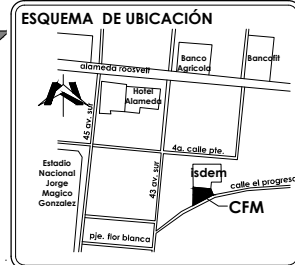 ESQUEMA DE UBICACIÓN
Banco
Agricola
Bancofit
alameda roosvelt
Hotel
Alameda
45 av. sur
4a. calle pte.
Estadio
Nacional
Jorge
Magico
Gonzalez
43 av. sur
isdem
calle el progreso
CFM
pje. flor blanca